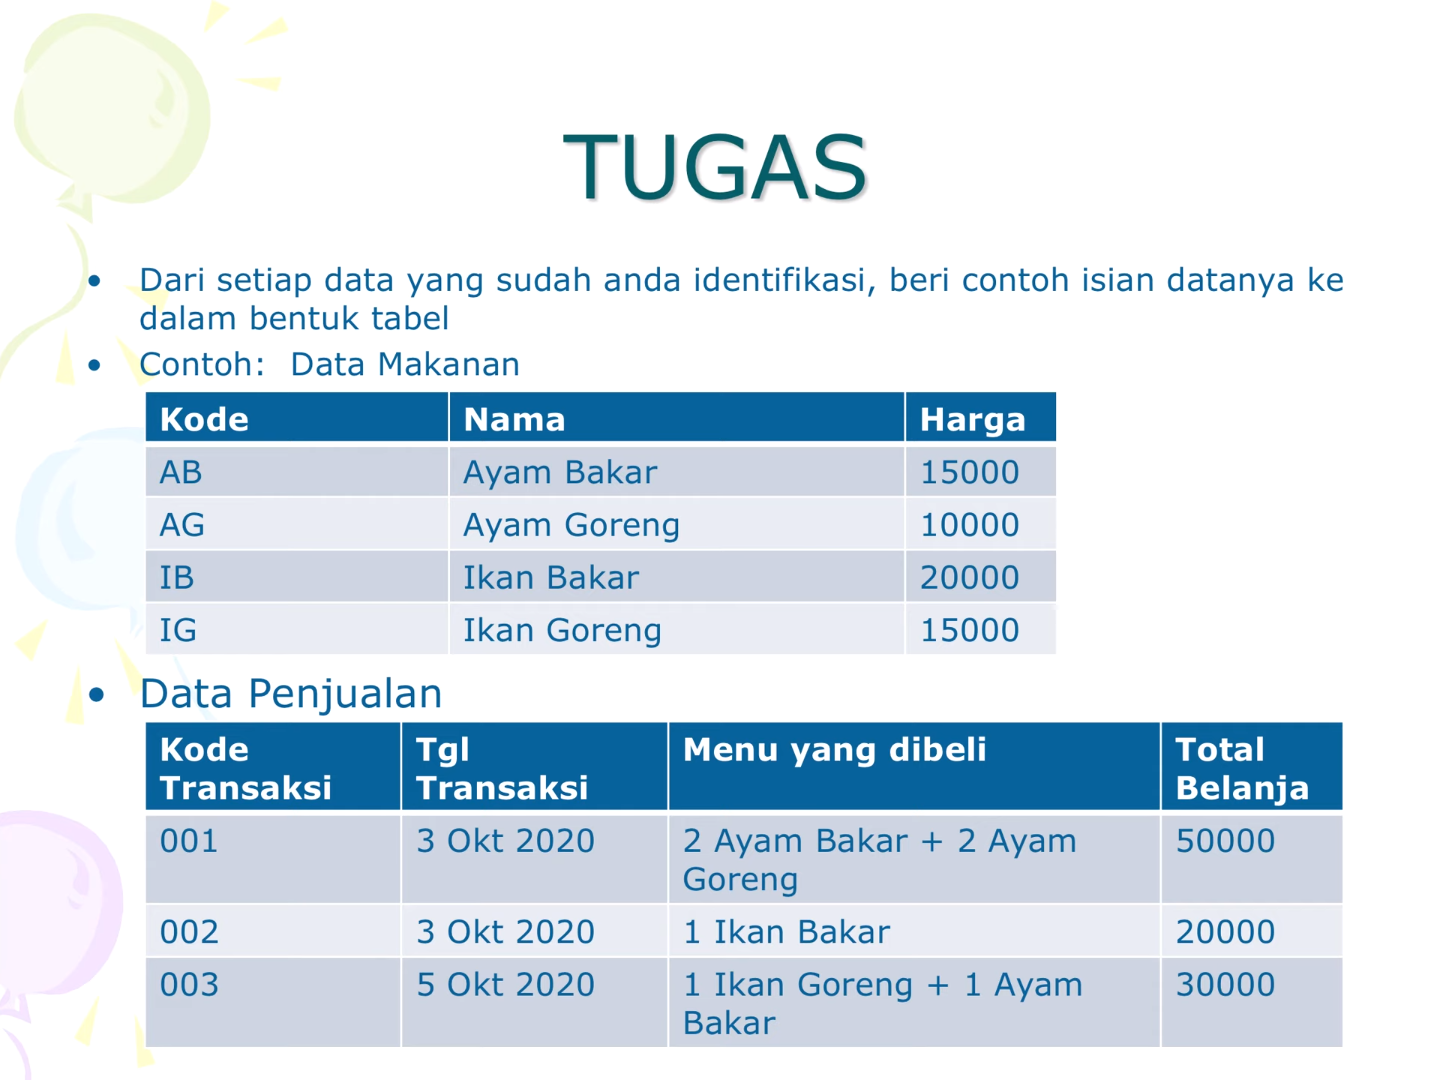 TUGAS
• Dari setiap data yang sudah anda identifikasi, beri contoh isian datanya ke
dalam bentuk tabel
• Contoh: Data Makanan
Kode Nama Harga
AB Ayam Bakar 15000
AG Ayam Goreng 10000
IB Ikan Bakar 20000
IG Ikan Goreng 15000
• Data Penjualan
Kode Tgl Menu yang dibeli Total
Transaksi Transaksi Belanja
001 3 Okt 2020 2 Ayam Bakar + 2 Ayam 50000
Goreng
002 3 Okt 2020 1 Ikan Bakar 20000
003 5 Okt 2020 1 Ikan Goreng + 1 Ayam 30000
Bakar